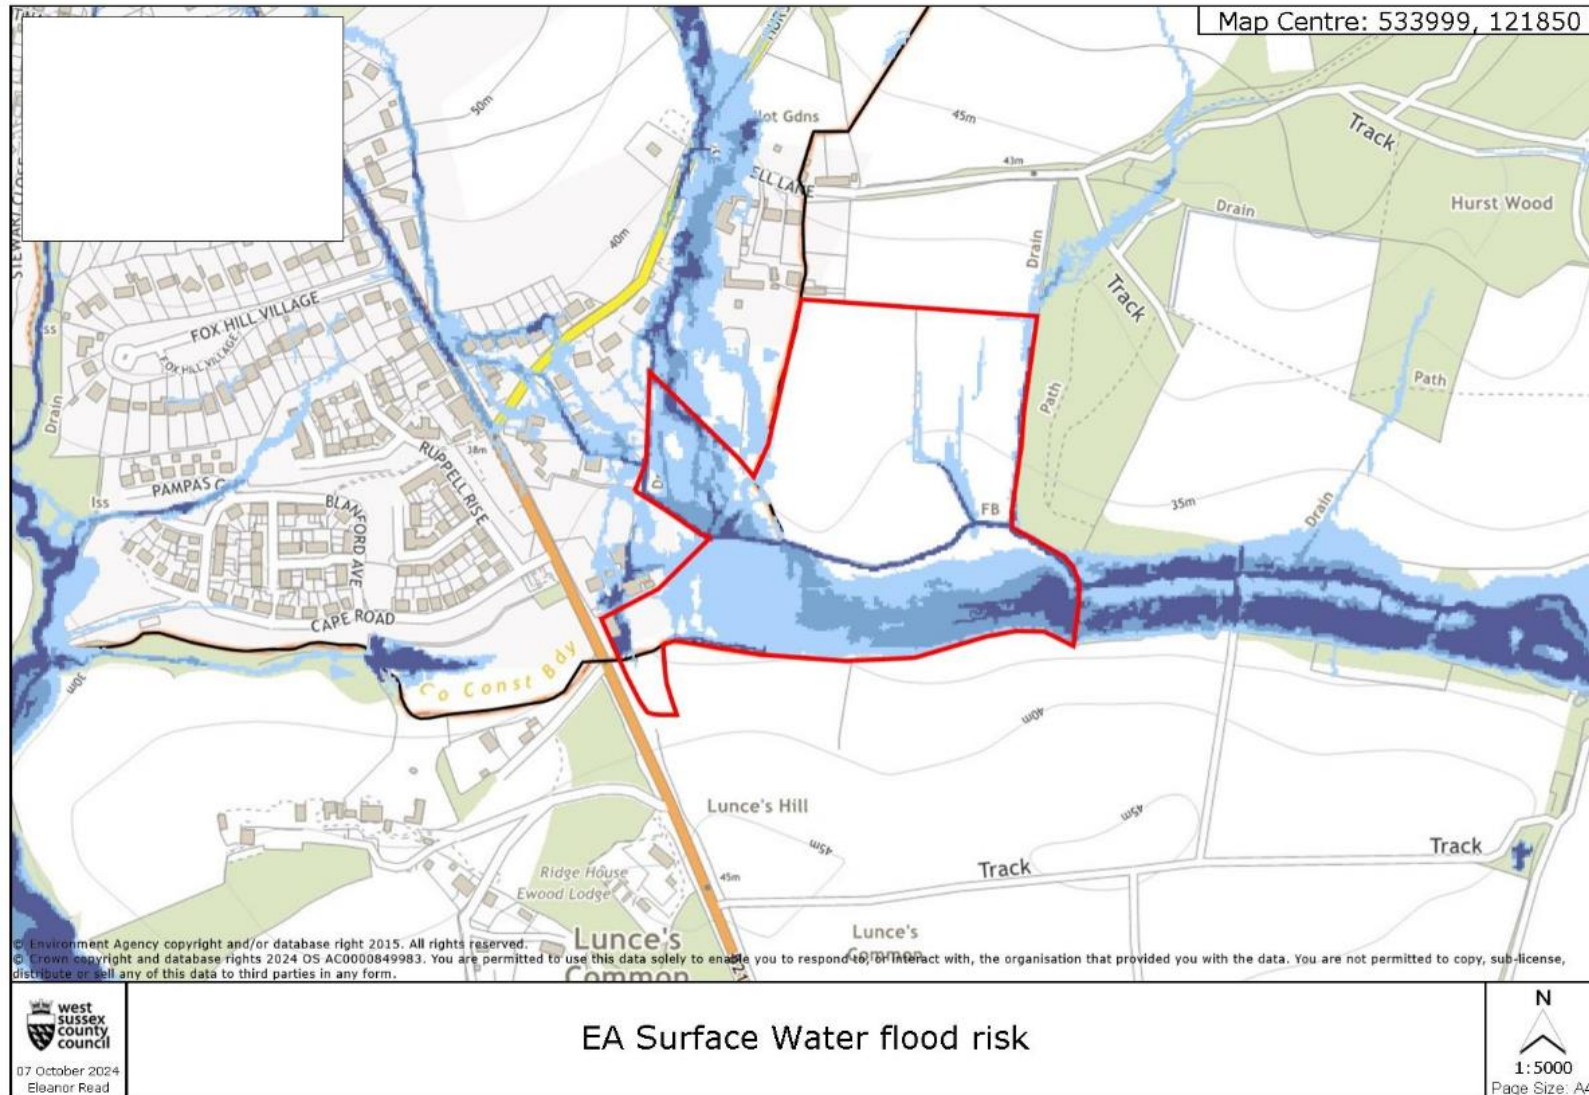 Map Centre: 533999, 121850
50m
lot Gdns
45m
Track
ELL LANE
43m
Hurst Wood
Drain
STEWART CLOSE
40m
Drain
Track
FOX HILL VILLAGE
FOX HILL VILLAGE
Iss
Drain
Path
Path
38m
RUPPELL RISE
PAMPAS C
Iss
BLANFORD AVE
35m
Drain
FB
CAPE ROAD
Co Const Bdy
30m
40m
Lunce's Hill
45m
45m
Track
Track
Ridge House
Ewood Lodge
45m
Lunce's
Common
Lunce's
Common
© Environment Agency copyright and/or database right 2015. All rights reserved.
© Crown copyright and database rights 2024 OS AC0000849983. You are permitted to use this data solely to enable you to respond to, or interact with, the organisation that provided you with the data. You are not permitted to copy, sub-license,
distribute or sell any of this data to third parties in any form.
west
sussex
county
council
07 October 2024
Eleanor Read
EA Surface Water flood risk
N
1:5000
Page Size: A4